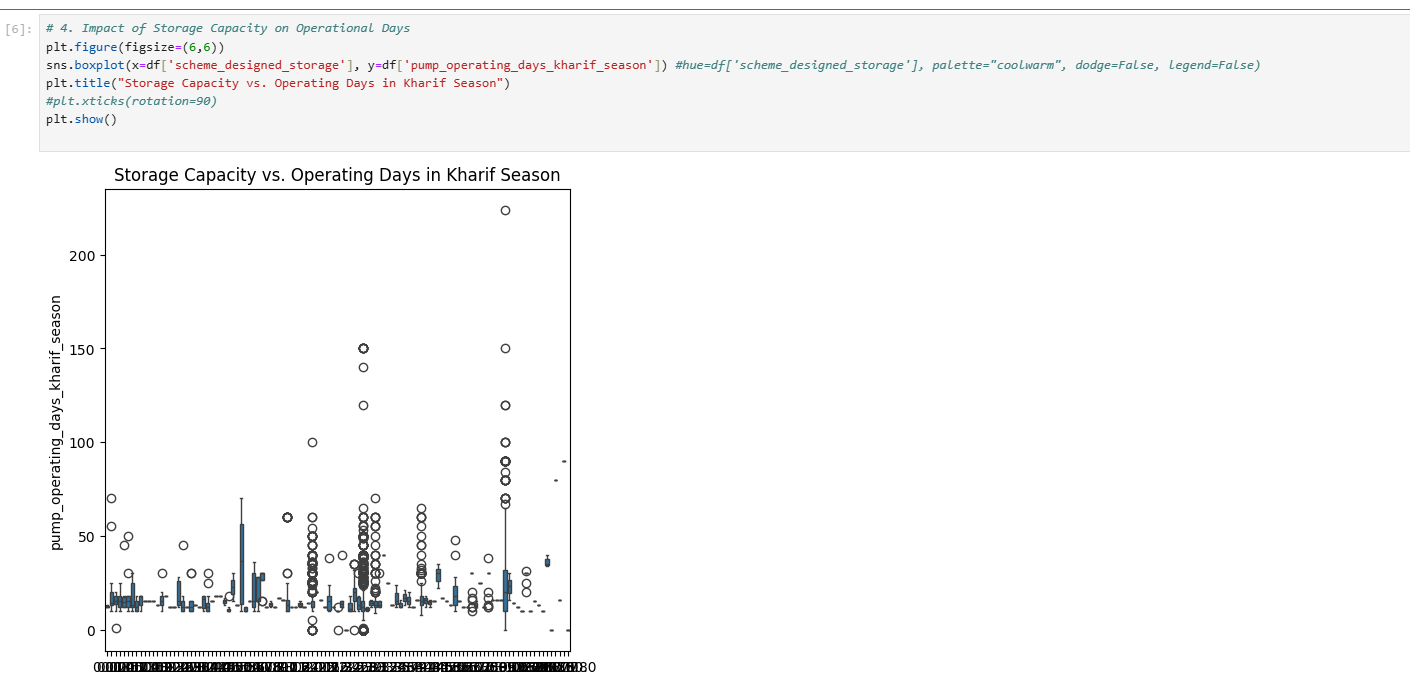 [6]:
# 4. Impact of Storage Capacity on Operational Days
plt.figure(figsize=(6,6))
sns.boxplot(x=df['scheme_designed_storage'], y=df['pump_operating_days_kharif_season']) #hue=df['scheme_designed_storage'], palette="coolwarm", dodge=False, legend=False)
plt.title("Storage Capacity vs. Operating Days in Kharif Season")
#plt.xticks(rotation=90)
plt.show()
Storage Capacity vs. Operating Days in Kharif Season
pump_operating_days_kharif_season
200
150
100
50
0